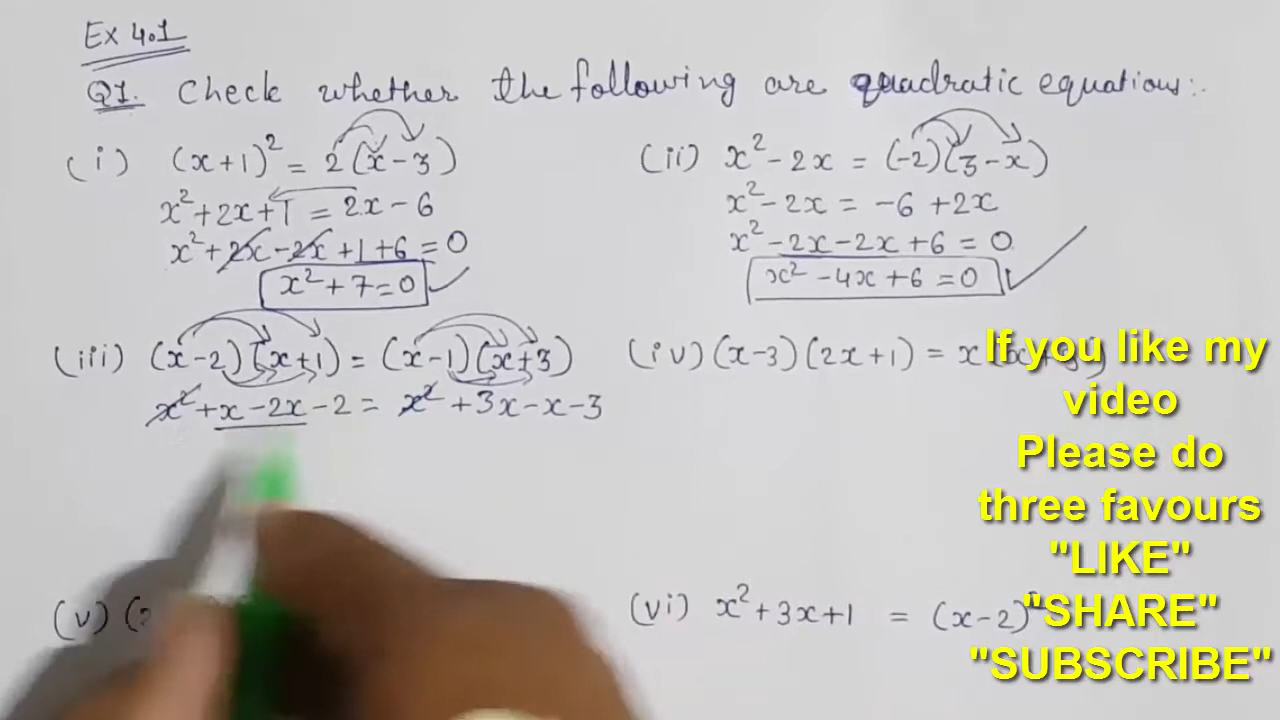 Ex 4.1
Q1. Check whether the following are quadratic equations:.
(i) (x+1)² = 2(x-3)
x²+2x+1 = 2x-6
x²+2x-2x+1+6=0
x²+7=0
(ii) x²-2x = (-2)(3-x)
x²-2x = -6+2x
x²-2x-2x+6=0
x²-4x+6=0
(iii) (x-2)(x+1) = (x-1)(x+3)
x²+x-2x-2 = x²+3x-x-3
(iv) (x-3)(2x+1) = x
(v) (
(vi) x²+3x+1 = (x-2)
If you like my
video
Please do
three favours
"LIKE"
"SHARE"
"SUBSCRIBE"